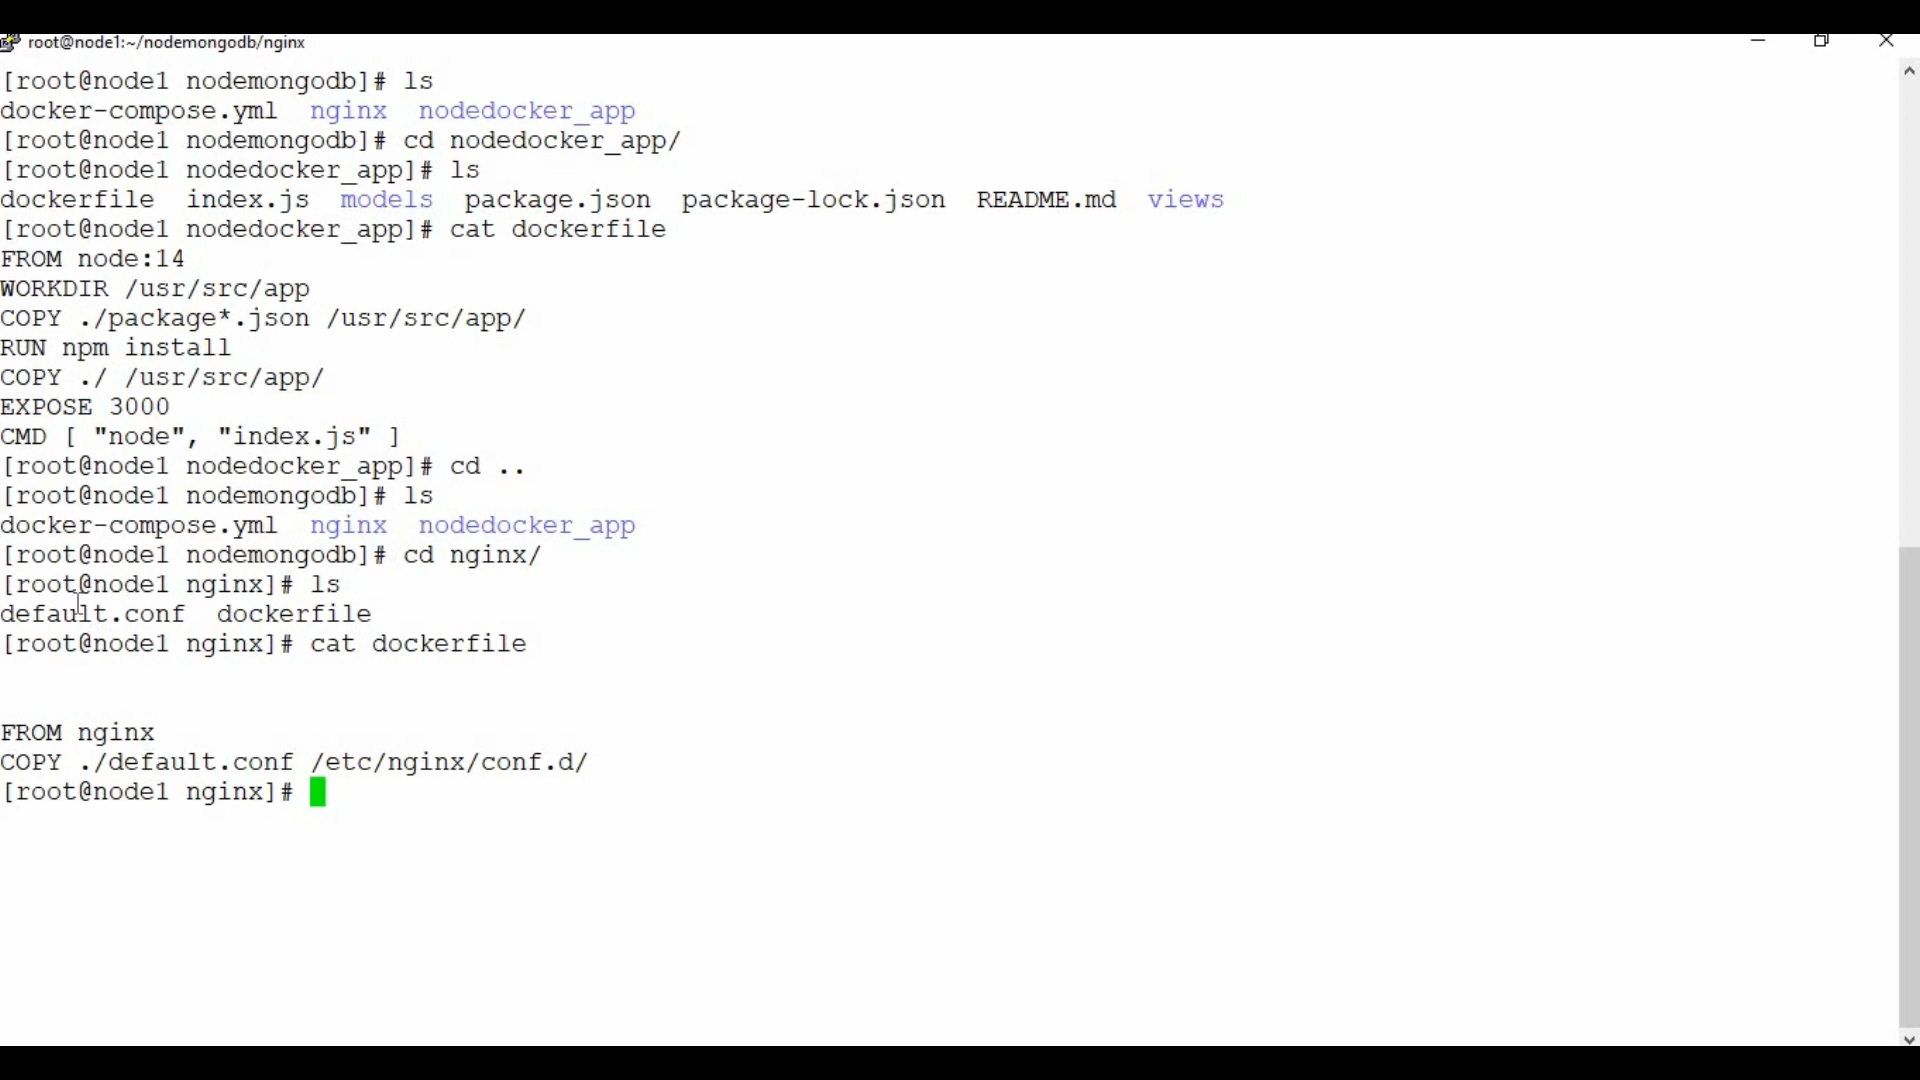 root@node1:~/nodemongodb/nginx
[root@node1 nodemongodb]# ls
docker-compose.yml  nginx  nodedocker_app
[root@node1 nodemongodb]# cd nodedocker_app/
[root@node1 nodedocker_app]# ls
dockerfile  index.js  models  package.json  package-lock.json  README.md  views
[root@node1 nodedocker_app]# cat dockerfile
FROM node:14
WORKDIR /usr/src/app
COPY ./package*.json /usr/src/app/
RUN npm install
COPY ./ /usr/src/app/
EXPOSE 3000
CMD [ "node", "index.js" ]
[root@node1 nodedocker_app]# cd ..
[root@node1 nodemongodb]# ls
docker-compose.yml  nginx  nodedocker_app
[root@node1 nodemongodb]# cd nginx/
[root@node1 nginx]# ls
default.conf  dockerfile
[root@node1 nginx]# cat dockerfile
FROM nginx
COPY ./default.conf /etc/nginx/conf.d/
[root@node1 nginx]#